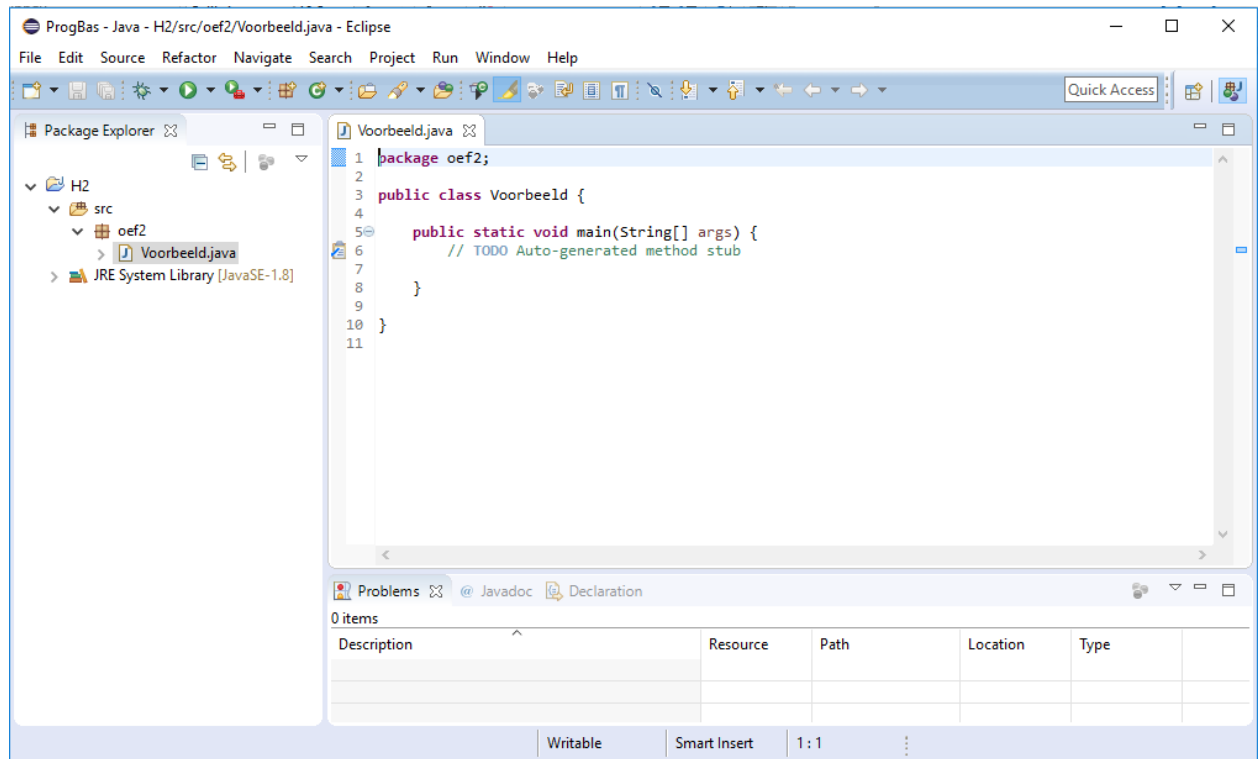 ProgBas - Java - H2/src/oef2/Voorbeeld.java - Eclipse
File Edit Source Refactor Navigate Search Project Run Window Help
Quick Access
Package Explorer
H2
src
oef2
Voorbeeld.java
JRE System Library [JavaSE-1.8]
Voorbeeld.java
1 package oef2;
2
3 public class Voorbeeld {
4
5 public static void main(String[] args) {
6 // TODO Auto-generated method stub
7
8 }
9
10 }
11
Problems @ Javadoc Declaration
0 items
Description Resource Path Location Type
Writable Smart Insert 1 : 1